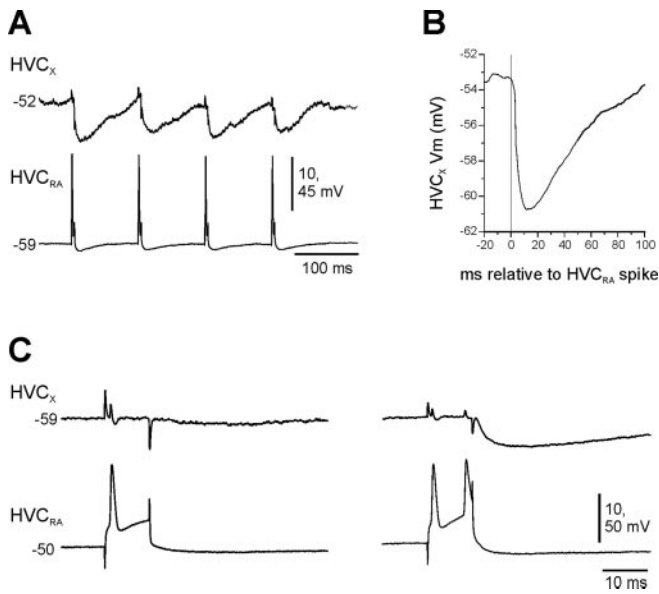 A
HVCX
-52
HVCRA
-59
10,
45 mV
100 ms
B
HVCX Vm (mV)
-52
-54
-56
-58
-60
-62
-20 0 20 40 60 80 100
ms relative to HVCRA spike
C
HVCX
-59
HVCRA
-50
10,
50 mV
10 ms